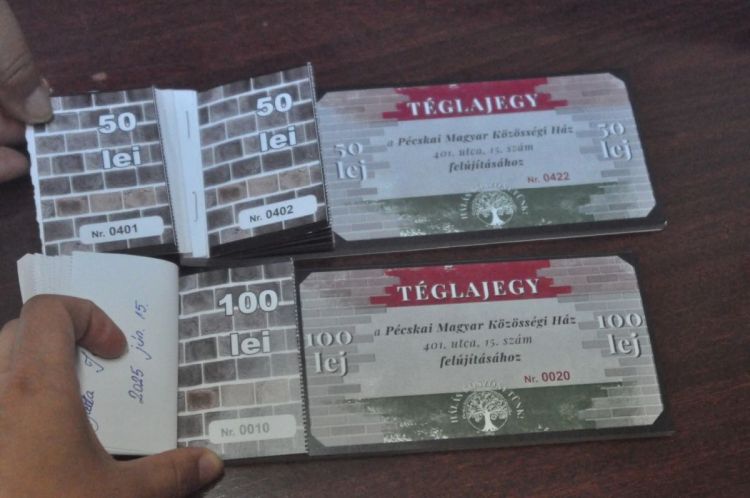 50
lei
Nr. 0401
50
lei
Nr. 0402
TÉGLAJEGY
50
lej
a Pécskai Magyar Közösségi Ház
401. utca, 15. szám
felújításához
50
lej
Nr. 0422
2025 júl. 15.
100
lei
Nr. 0010
TÉGLAJEGY
100
lej
a Pécskai Magyar Közösségi Ház
401. utca, 15. szám
felújításához
100
lej
Nr. 0020